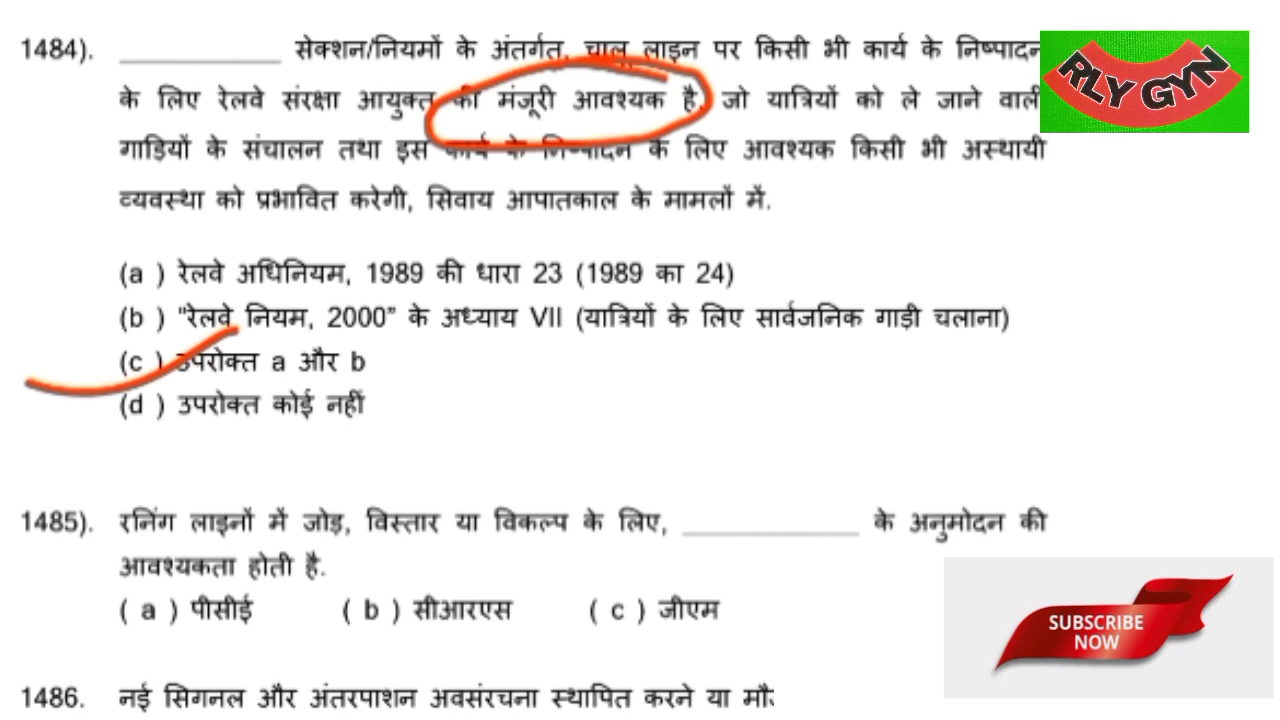 1484). ____________ सेक्शन/नियमों के अंतर्गत, चालू लाइन पर किसी भी कार्य के निष्पादन
के लिए रेलवे संरक्षा आयुक्त की मंजूरी आवश्यक है, जो यात्रियों को ले जाने वाली
गाड़ियों के संचालन तथा इस कार्य के निष्पादन के लिए आवश्यक किसी भी अस्थायी
व्यवस्था को प्रभावित करेगी, सिवाय आपातकाल के मामलों में.
(a ) रेलवे अधिनियम, 1989 की धारा 23 (1989 का 24)
(b ) "रेलवे नियम, 2000” के अध्याय VII (यात्रियों के लिए सार्वजनिक गाड़ी चलाना)
(c ) उपरोक्त a और b
(d ) उपरोक्त कोई नहीं
1485). रनिंग लाइनों में जोड़, विस्तार या विकल्प के लिए, _____________ के अनुमोदन की
आवश्यकता होती है.
( a ) पीसीई ( b ) सीआरएस ( c ) जीएम
1486. नई सिगनल और अंतरपाशन अवसंरचना स्थापित करने या
RLY GYN
SUBSCRIBE
NOW